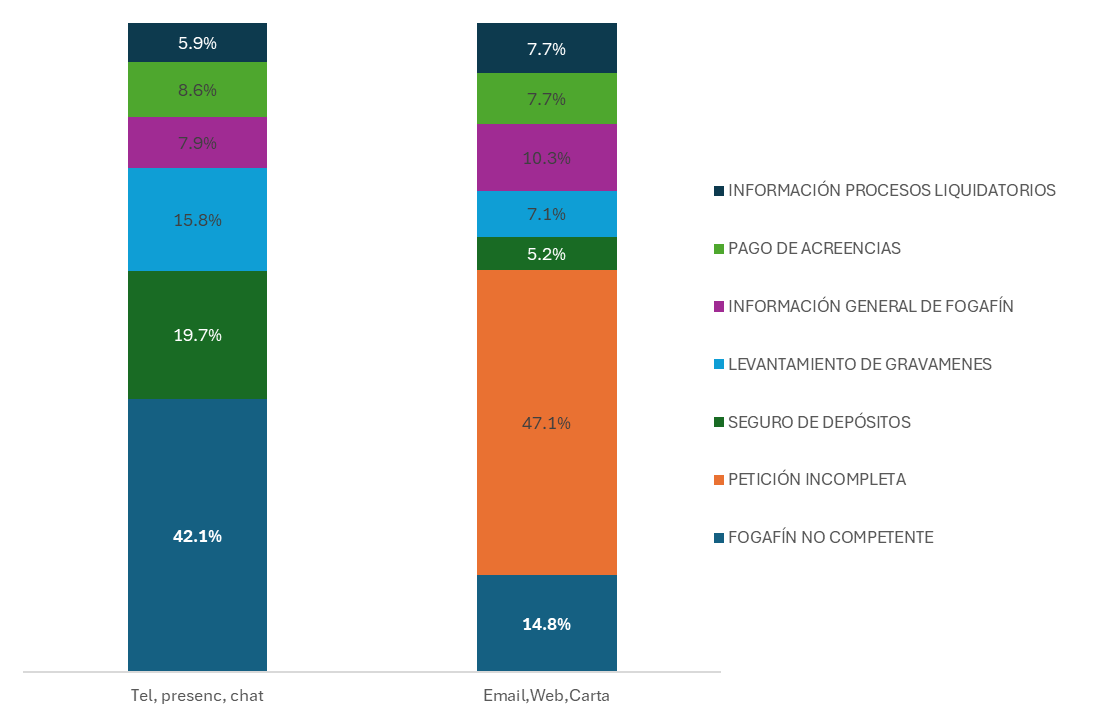 5.9%
8.6%
7.9%
15.8%
19.7%
42.1%
7.7%
7.7%
10.3%
7.1%
5.2%
47.1%
14.8%
Tel, presenc, chat
Email,Web,Carta
INFORMACIÓN PROCESOS LIQUIDATORIOS
PAGO DE ACREENCIAS
INFORMACIÓN GENERAL DE FOGAFÍN
LEVANTAMIENTO DE GRAVAMENES
SEGURO DE DEPÓSITOS
PETICIÓN INCOMPLETA
FOGAFÍN NO COMPETENTE